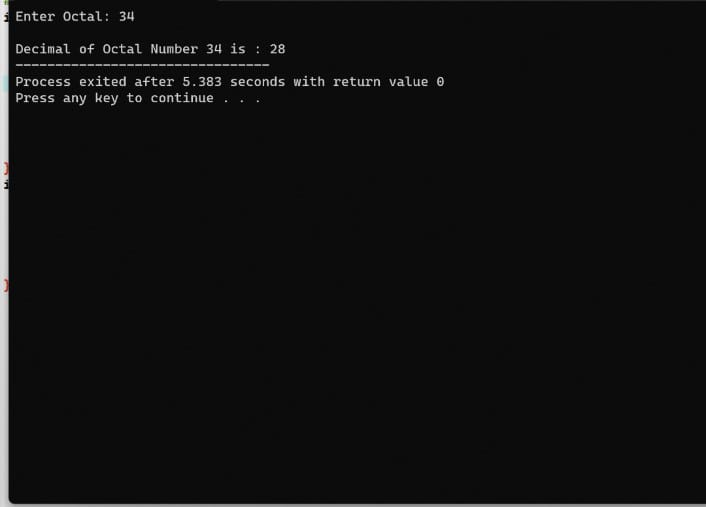 Enter Octal: 34
Decimal of Octal Number 34 is : 28
--------------------------------
Process exited after 5.383 seconds with return value 0
Press any key to continue . . .
}
}